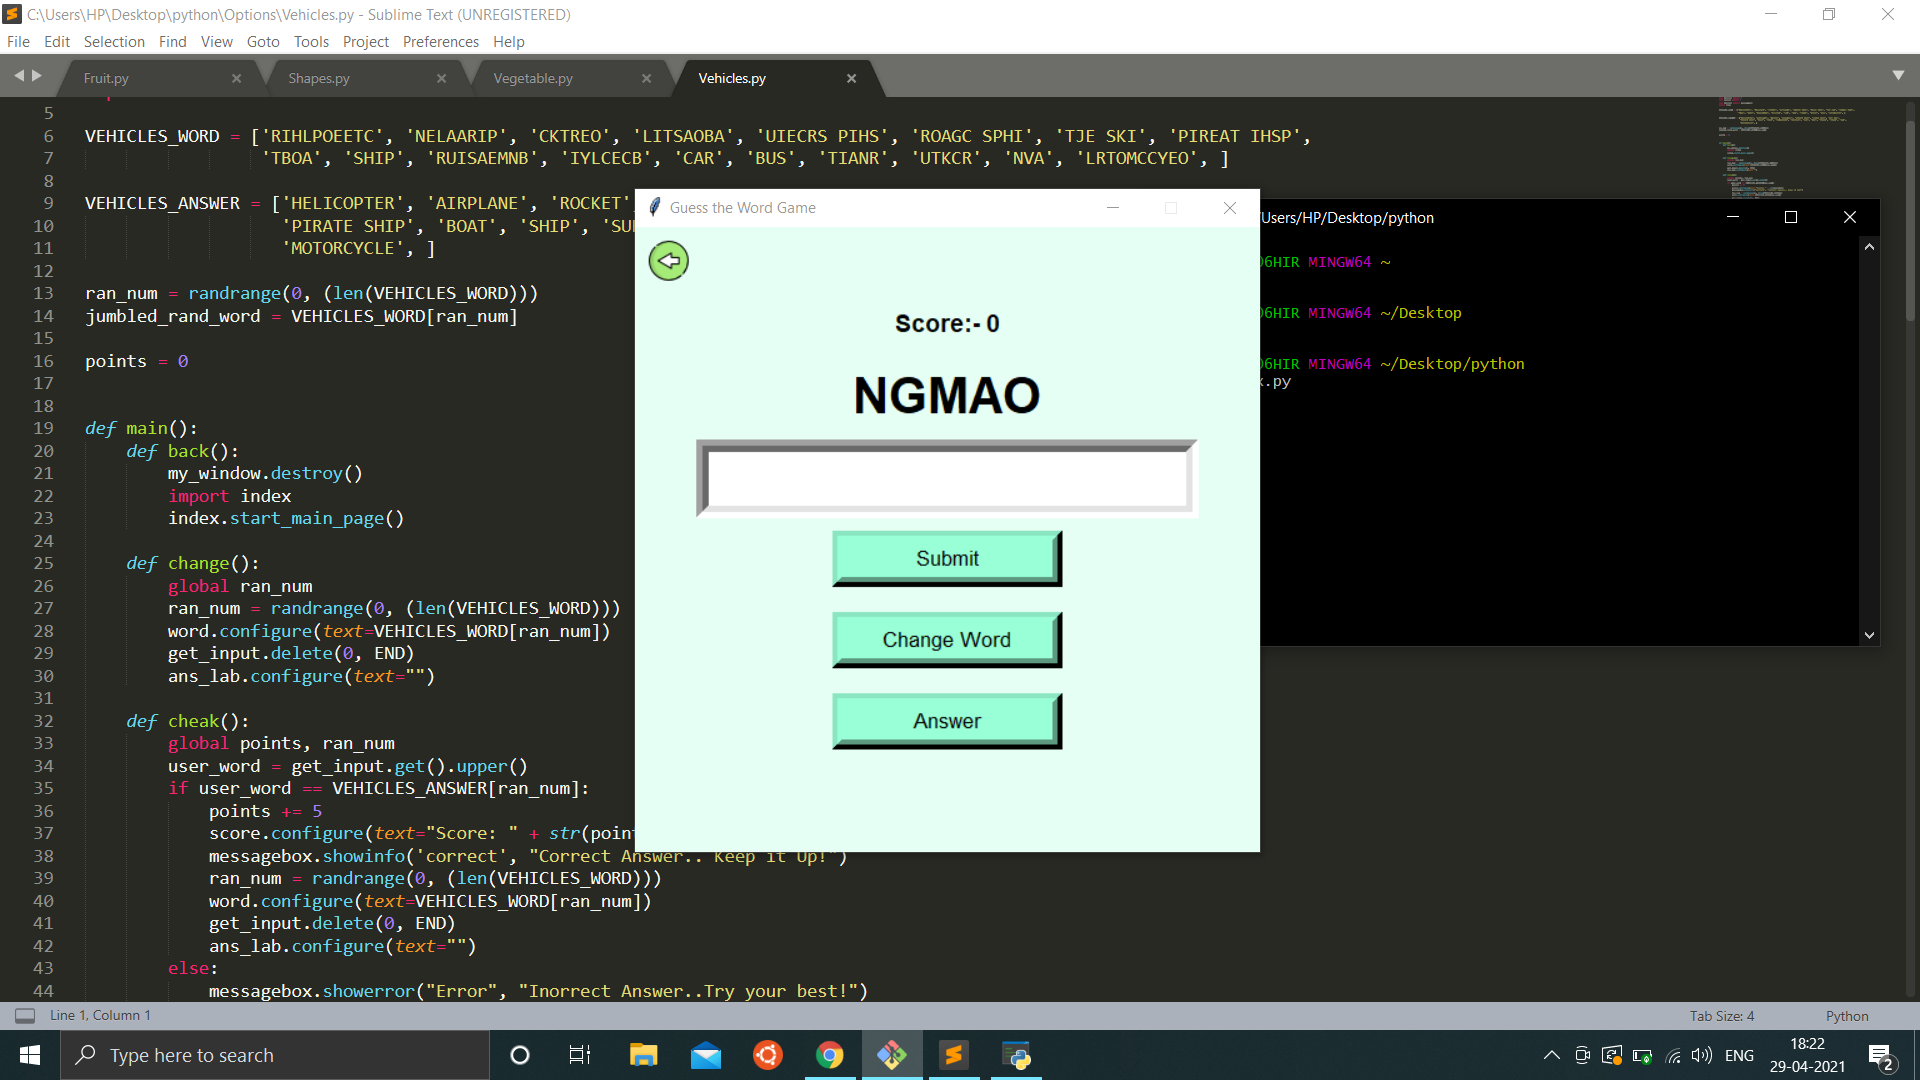 C:\Users\HP\Desktop\python\Options\Vehicles.py - Sublime Text (UNREGISTERED)
File Edit Selection Find View Goto Tools Project Preferences Help
Fruit.py Shapes.py Vegetable.py Vehicles.py
5
6 VEHICLES_WORD = ['RIHLPOEETC', 'NELAARIP', 'CKTREO', 'LITSAOBA', 'UIECRS PIHS', 'ROAGC SPHI', 'TJE SKI', 'PIREAT IHSP',
7 'TBOA', 'SHIP', 'RUISAEMNB', 'IYLCECB', 'CAR', 'BUS', 'TIANR', 'UTKCR', 'NVA', 'LRTOMCCYEO', ]
8
9 VEHICLES_ANSWER = ['HELICOPTER', 'AIRPLANE', 'ROCKET',
10 'PIRATE SHIP', 'BOAT', 'SHIP',
11 'MOTORCYCLE', ]
12
13 ran_num = randrange(0, (len(VEHICLES_WORD)))
14 jumbled_rand_word = VEHICLES_WORD[ran_num]
15
16 points = 0
17
18
19 def main():
20 def back():
21 my_window.destroy()
22 import index
23 index.start_main_page()
24
25 def change():
26 global ran_num
27 ran_num = randrange(0, (len(VEHICLES_WORD)))
28 word.configure(text=VEHICLES_WORD[ran_num])
29 get_input.delete(0, END)
30 ans_lab.configure(text="")
31
32 def cheak():
33 global points, ran_num
34 user_word = get_input.get().upper()
35 if user_word == VEHICLES_ANSWER[ran_num]:
36 points += 5
37 score.configure(text="Score: " + str(poin
38 messagebox.showinfo('correct', "Correct Answer.. Keep it Up!")
39 ran_num = randrange(0, (len(VEHICLES_WORD)))
40 word.configure(text=VEHICLES_WORD[ran_num])
41 get_input.delete(0, END)
42 ans_lab.configure(text="")
43 else:
44 messagebox.showerror("Error", "Inorrect Answer..Try your best!")
Guess the Word Game
Score:- 0
NGMAO
Submit
Change Word
Answer
/Users/HP/Desktop/python
06HIR MINGW64 ~
06HIR MINGW64 ~/Desktop
06HIR MINGW64 ~/Desktop/python
x.py
Line 1, Column 1 Tab Size: 4 Python
Type here to search
ENG
18:22
29-04-2021
2